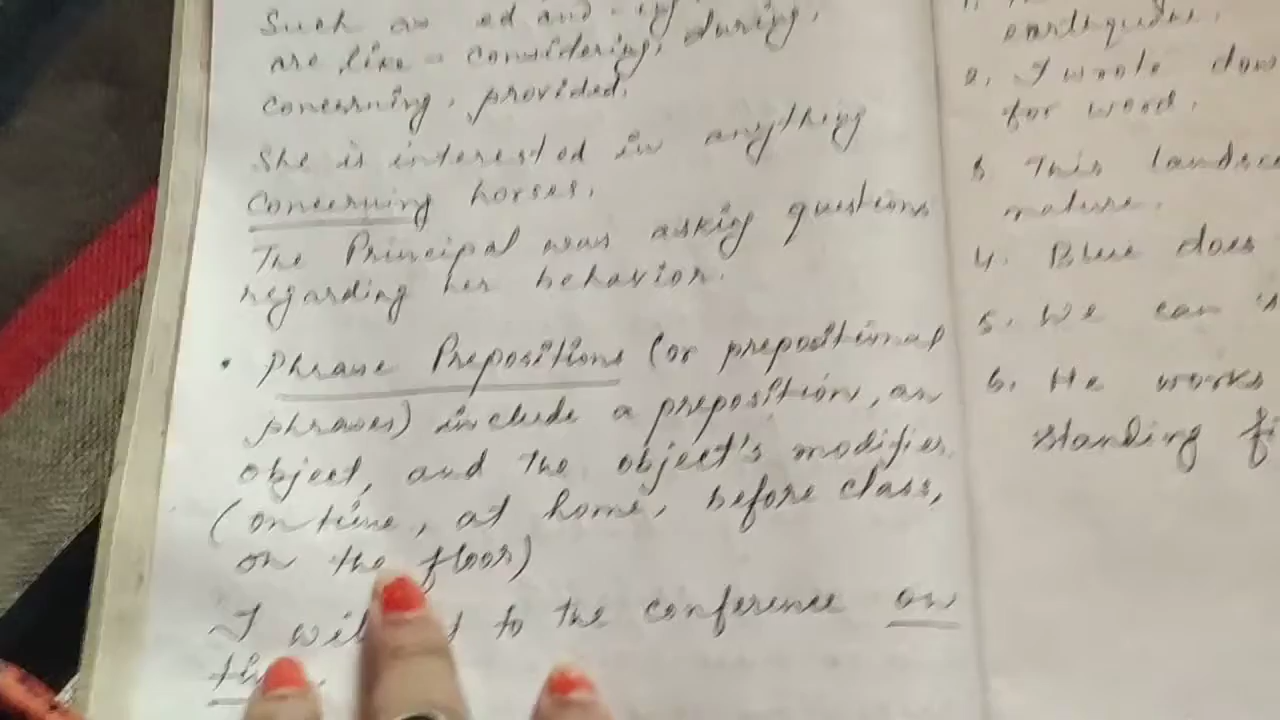 Such as ed and -ing
are like - considering, during,
concerning, provided.
She is interested in anything
concerning horses.
The Principal was asking questions
regarding her behavior.
• Phrase Prepositions (or prepositional
phrases) include a preposition, an
object, and the object's modifier
(on time, at home, before class,
on the floor)
I to the conference on
earthquake.
2. I wrote
for word.
3. This
nature.
4. Blue does
5. We can
6. He works
standing